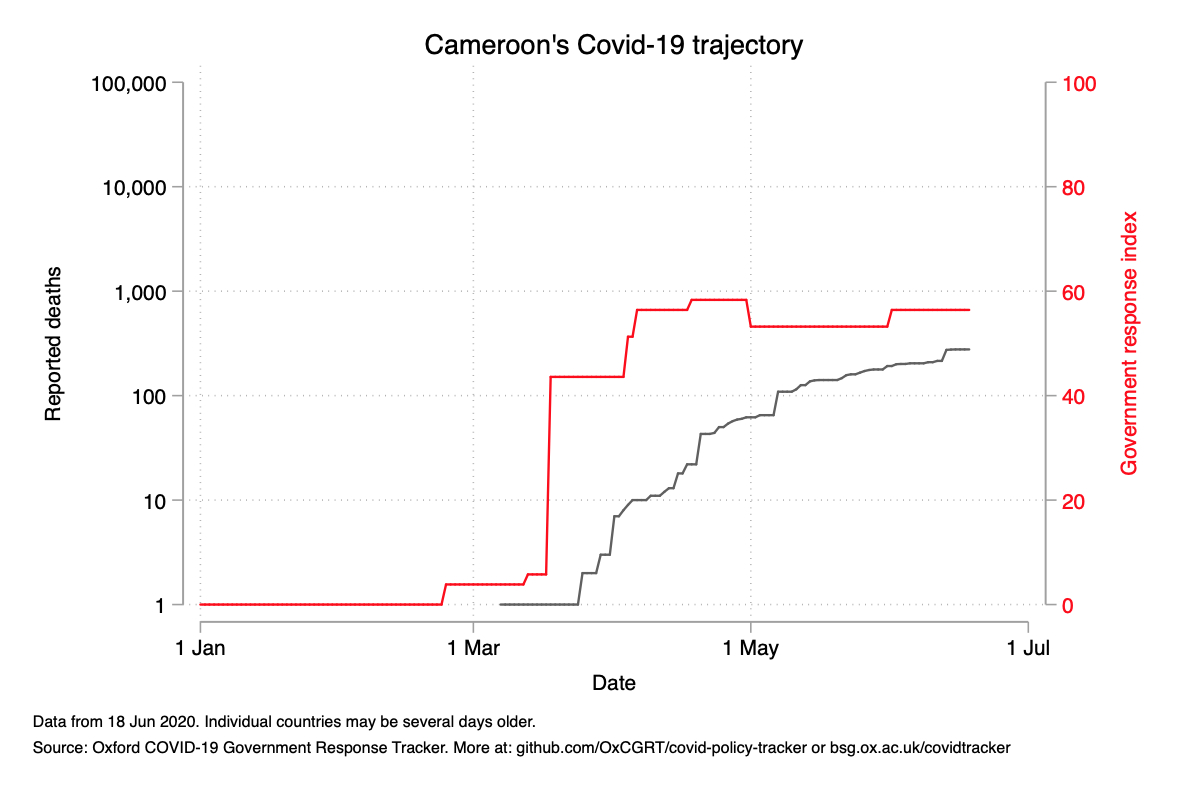 Cameroon's Covid-19 trajectory
100,000
10,000
1,000
100
10
1
Reported deaths
100
80
60
40
20
0
Government response index
1 Jan
1 Mar
1 May
1 Jul
Date
Data from 18 Jun 2020. Individual countries may be several days older.
Source: Oxford COVID-19 Government Response Tracker. More at: github.com/OxCGRT/covid-policy-tracker or bsg.ox.ac.uk/covidtracker